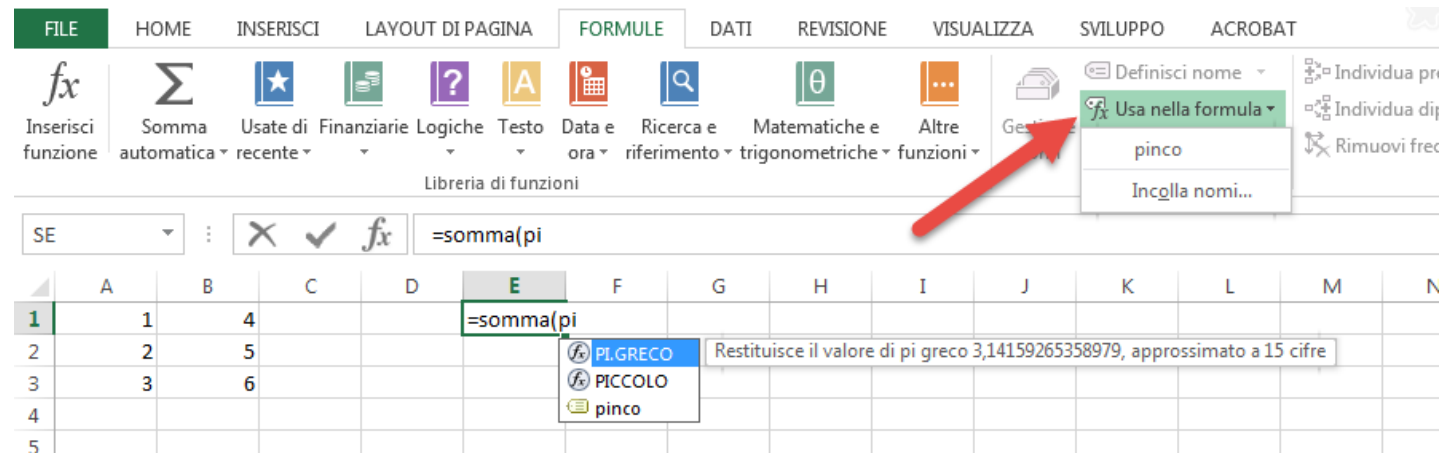 FILE HOME INSERISCI LAYOUT DI PAGINA FORMULE DATI REVISIONE VISUALIZZA SVILUPPO ACROBAT
fx Σ ? A θ ...
Inserisci funzione
Somma automatica
Usate di recente
Finanziarie
Logiche
Testo
Data e ora
Ricerca e riferimento
Matematiche e trigonometriche
Altre funzioni
Definisci nome
Usa nella formula
pinco
Incolla nomi...
Individua
Individua
Rimuovi
Libreria di funzioni
SE fx =somma(pi
A B C D E F G H I J K L M N
1 1 4 =somma(pi
2 2 5
PI.GRECO Restituisce il valore di pi greco 3,14159265358979, approssimato a 15 cifre
3 3 6
PICCOLO
4
pinco
5